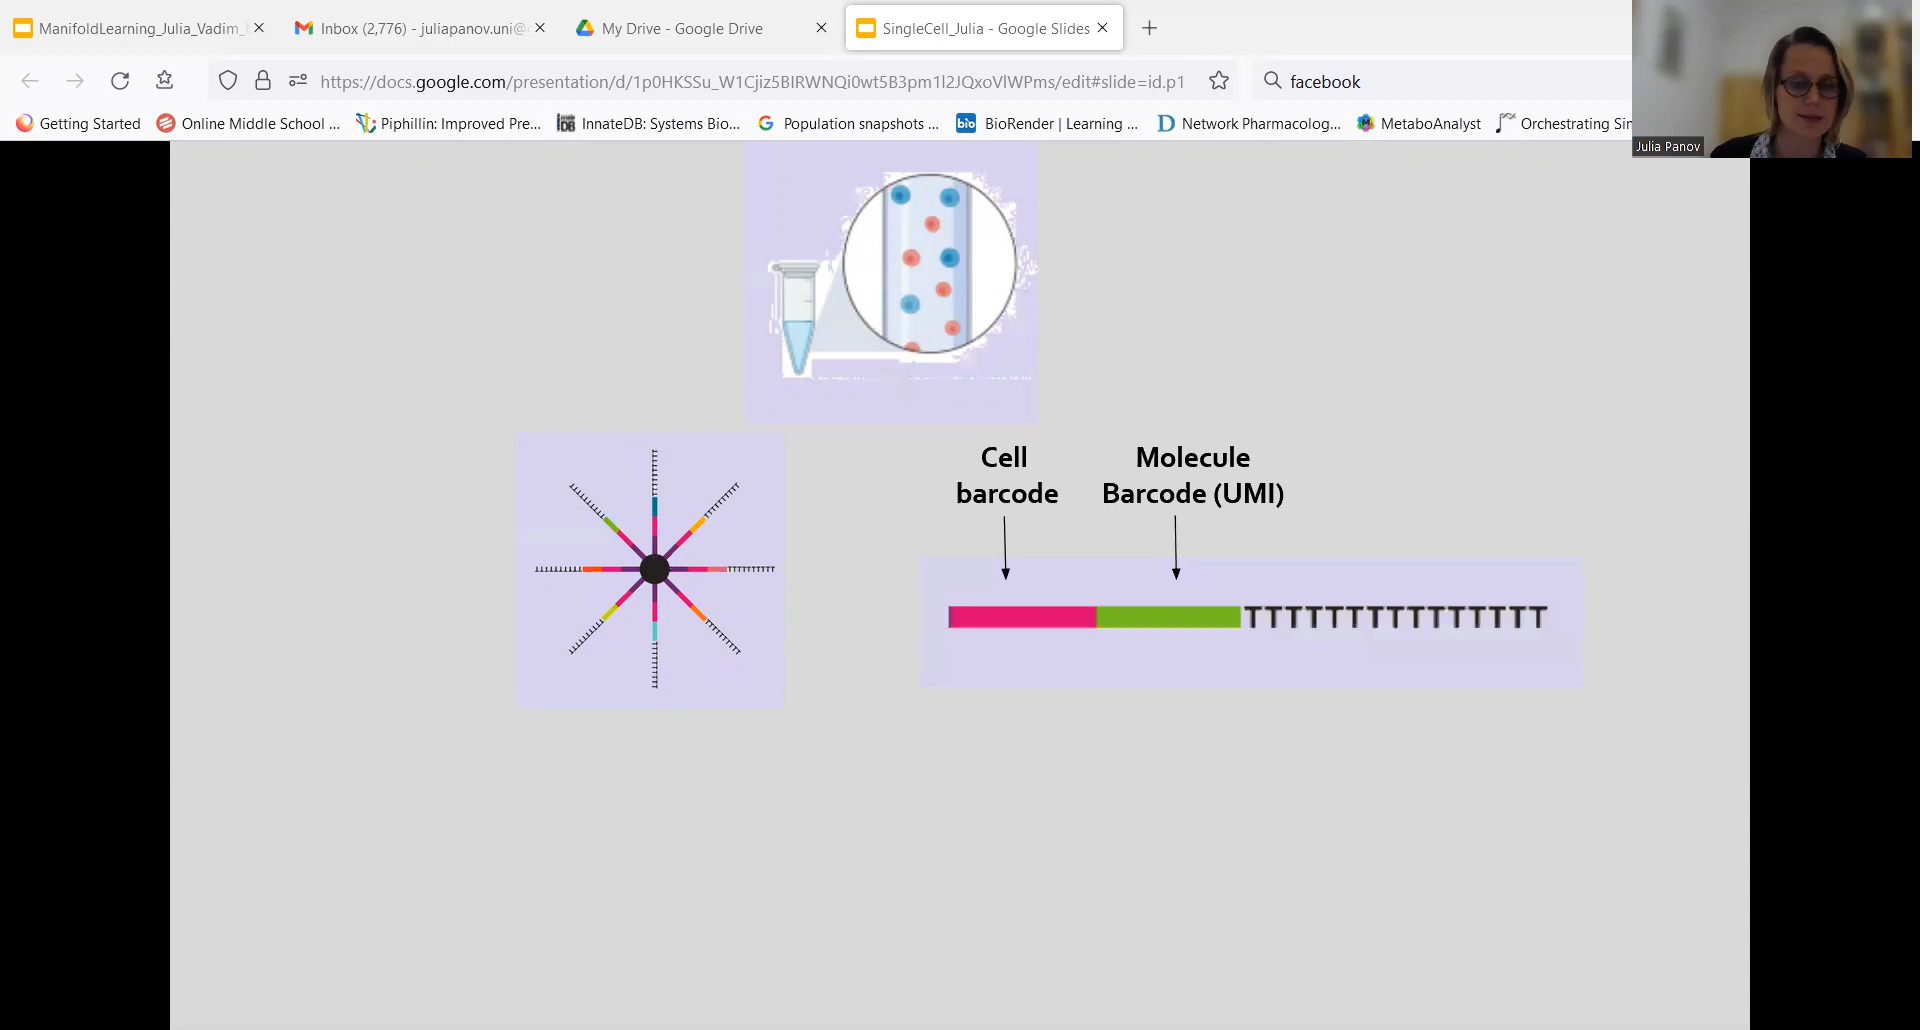 ManifoldLearning_Julia_Vadim_
Inbox (2,776) - juliapanov.uni@
My Drive - Google Drive
SingleCell_Julia - Google Slides
https://docs.google.com/presentation/d/1p0HKSSu_W1Cjiz5BIRWNQi0wt5B3pm1l2JQxoVlWPms/edit#slide=id.p1
facebook
Getting Started
Online Middle School ...
Piphillin: Improved Pre...
InnateDB: Systems Bio...
Population snapshots ...
bio
BioRender | Learning ...
Network Pharmacolog...
MetaboAnalyst
Orchestrating Sin
Julia Panov
Cell
barcode
Molecule
Barcode (UMI)
TTTTTTTTTTTTTTT